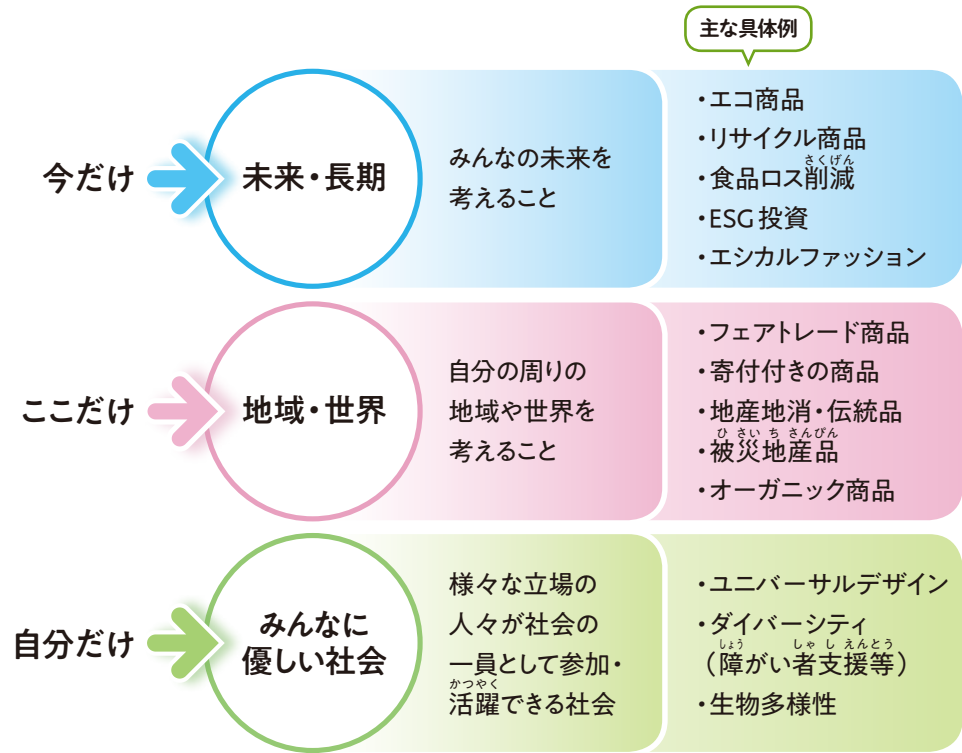 主な具体例
今だけ
未来・長期
みんなの未来を
考えること
・エコ商品
・リサイクル商品
さくげん
・食品ロス削減
・ESG投資
・エシカルファッション
ここだけ
地域・世界
自分の周りの
地域や世界を
考えること
・フェアトレード商品
・寄付付きの商品
・地産地消・伝統品
ひさいちさんぴん
・被災地産品
・オーガニック商品
自分だけ
みんなに
優しい社会
様々な立場の
人々が社会の
一員として参加・
かつやく
活躍できる社会
・ユニバーサルデザイン
・ダイバーシティ
しょう しゃしえんとう
（障がい者支援等）
・生物多様性